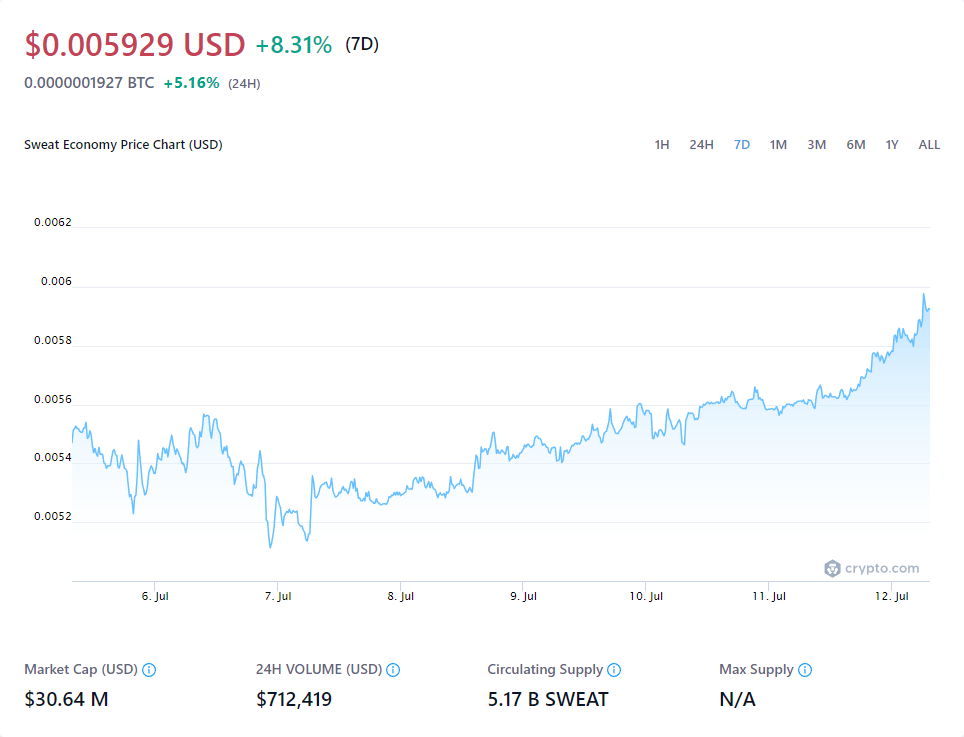 $0.005929 USD +8.31% (7D)
0.0000001927 BTC +5.16% (24H)
Sweat Economy Price Chart (USD) 1H 24H 7D 1M 3M 6M 1Y ALL
0.0062
0.006
0.0058
0.0056
0.0054
0.0052
crypto.com
6. Jul 7. Jul 8. Jul 9. Jul 10. Jul 11. Jul 12. Jul
Market Cap (USD) 24H VOLUME (USD) Circulating Supply Max Supply
$30.64 M $712,419 5.17 B SWEAT N/A